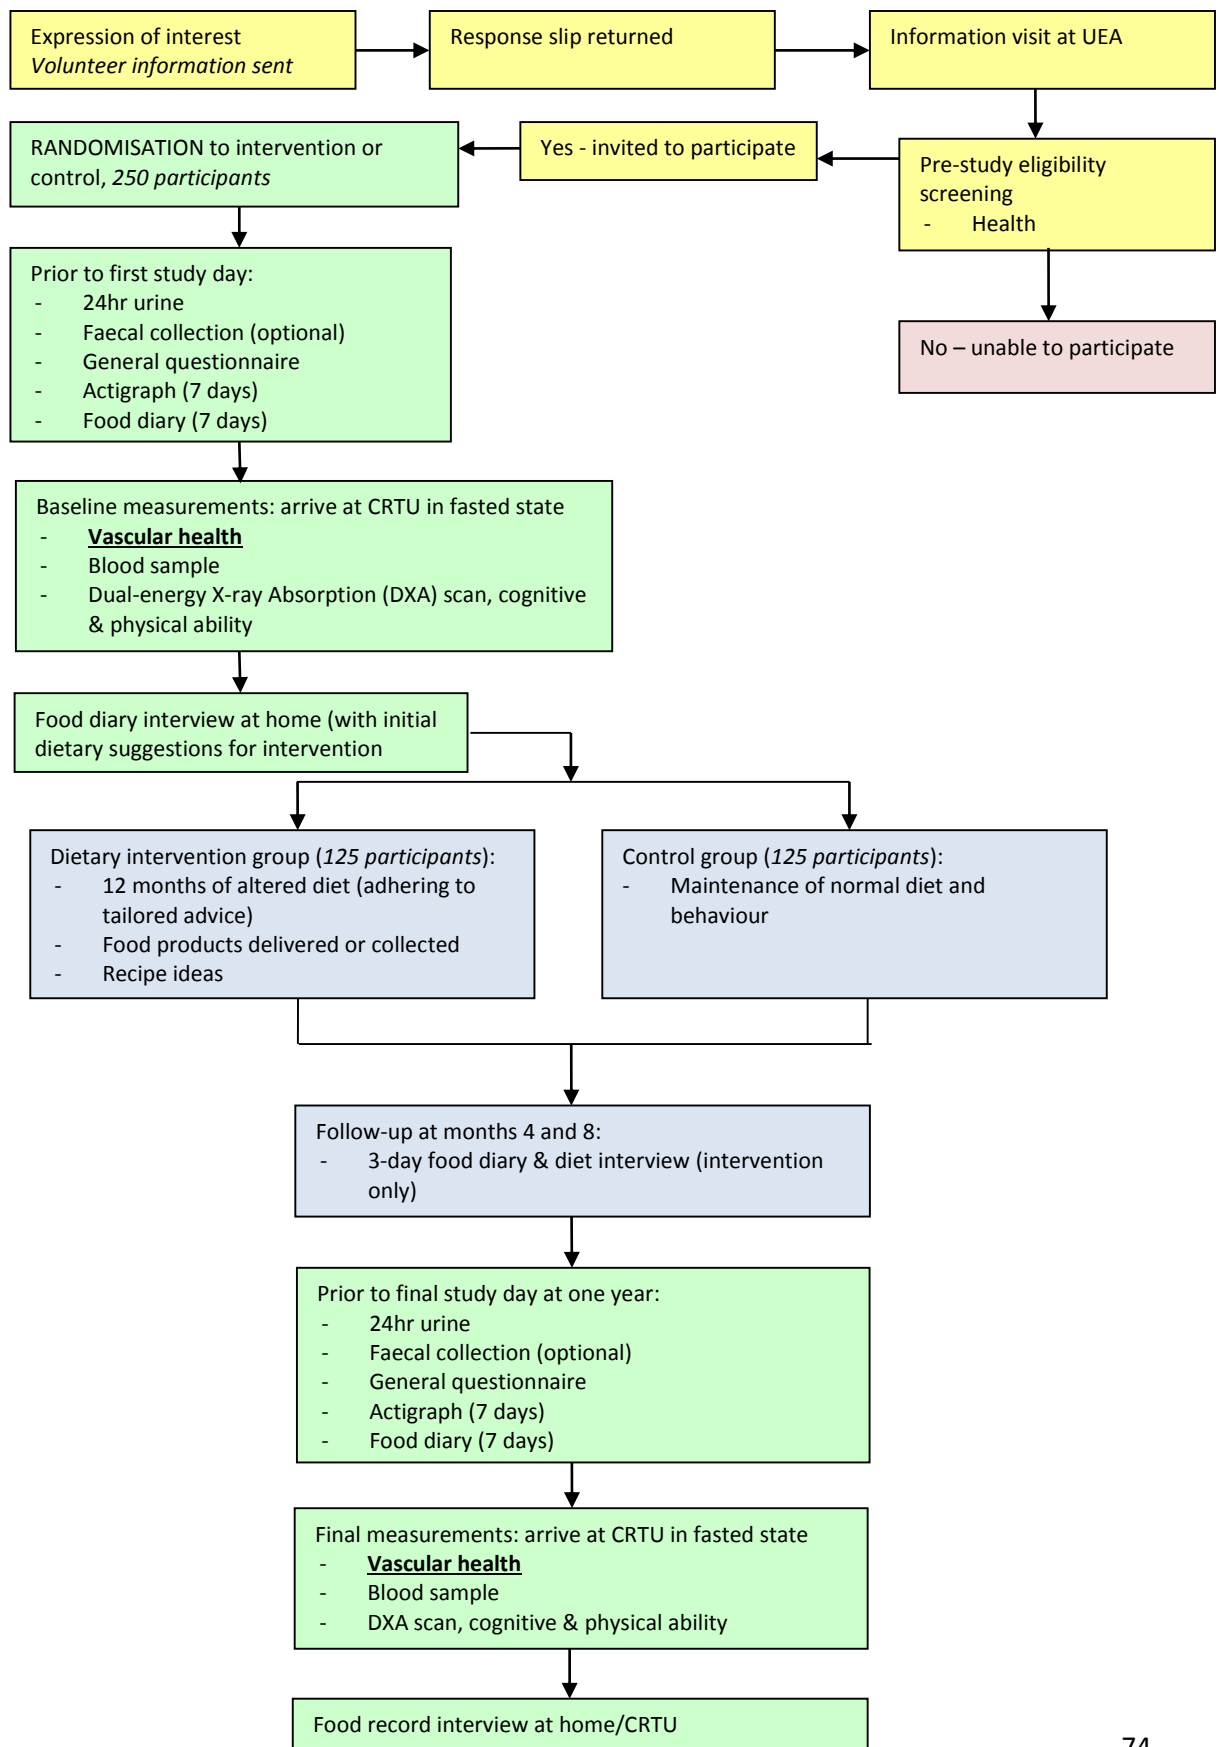 Expression of interest
Volunteer information sent
Response slip returned
Information visit at UEA
RANDOMISATION to intervention or
control, 250 participants
Yes - invited to participate
Pre-study eligibility
screening
- Health
No – unable to participate
Prior to first study day:
- 24hr urine
- Faecal collection (optional)
- General questionnaire
- Actigraph (7 days)
- Food diary (7 days)
Baseline measurements: arrive at CRTU in fasted state
- Vascular health
- Blood sample
- Dual-energy X-ray Absorption (DXA) scan, cognitive
& physical ability
Food diary interview at home (with initial
dietary suggestions for intervention
Dietary intervention group (125 participants):
- 12 months of altered diet (adhering to
tailored advice)
- Food products delivered or collected
- Recipe ideas
Control group (125 participants):
- Maintenance of normal diet and
behaviour
Follow-up at months 4 and 8:
- 3-day food diary & diet interview (intervention
only)
Prior to final study day at one year:
- 24hr urine
- Faecal collection (optional)
- General questionnaire
- Actigraph (7 days)
- Food diary (7 days)
Final measurements: arrive at CRTU in fasted state
- Vascular health
- Blood sample
- DXA scan, cognitive & physical ability
Food record interview at home/CRTU
74